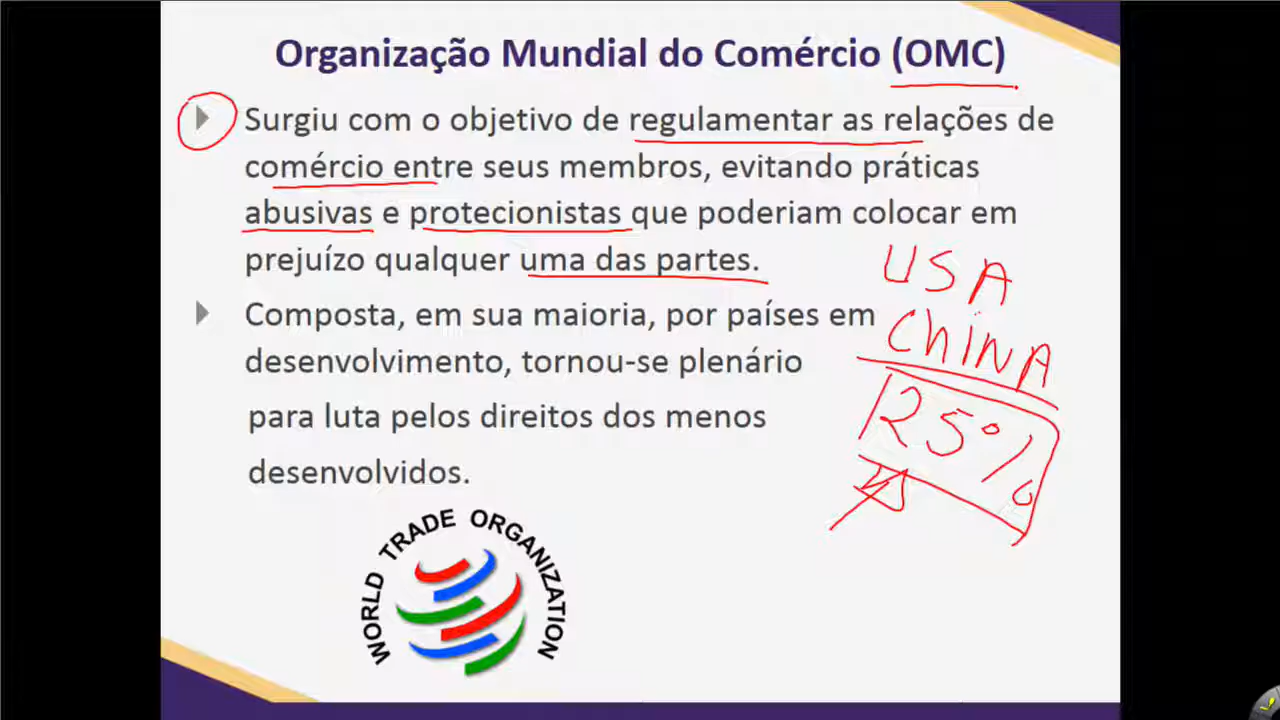 Organização Mundial do Comércio (OMC)
Surgiu com o objetivo de regulamentar as relações de
comércio entre seus membros, evitando práticas
abusivas e protecionistas que poderiam colocar em
prejuízo qualquer uma das partes.
Composta, em sua maioria, por países em
desenvolvimento, tornou-se plenário
para luta pelos direitos dos menos
desenvolvidos.
USA
CHINA
25%
WORLD TRADE ORGANIZATION